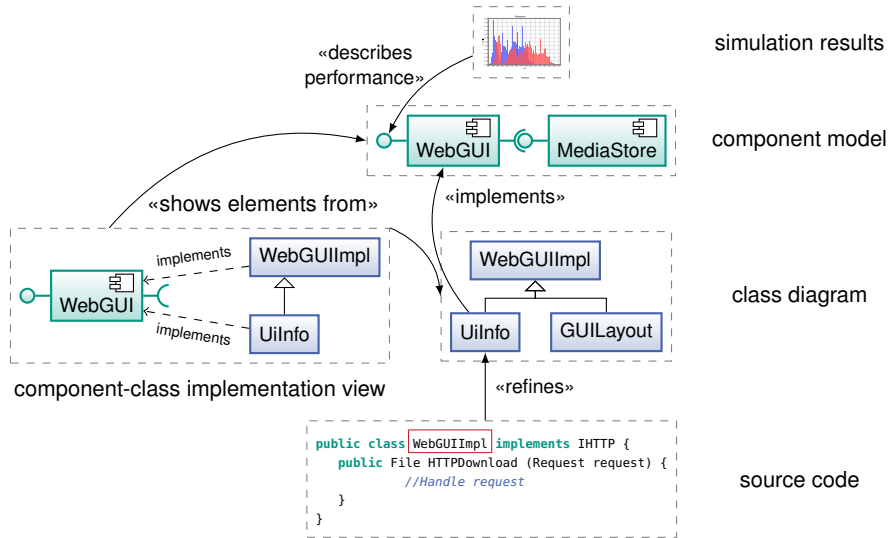 simulation results
«describes
performance»
component model
WebGUI
MediaStore
«implements»
«shows elements from»
implements
WebGUIImpl
WebGUI
implements
UiInfo
component-class implementation view
WebGUIImpl
class diagram
UiInfo
GUILayout
«refines»
public class WebGUIImpl implements IHTTP {
public File HTTPDownload (Request request) {
//Handle request
}
}
source code